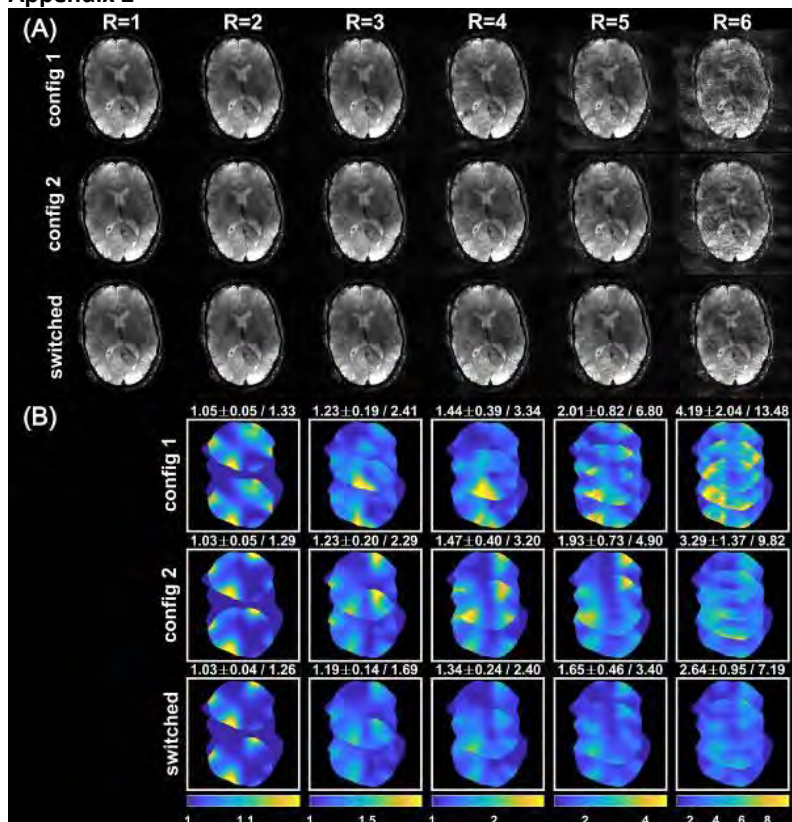 (A) R=1 R=2 R=3 R=4 R=5 R=6
config 1
config 2
switched
(B) 1.05±0.05 / 1.33 1.23±0.19 / 2.41 1.44±0.39 / 3.34 2.01±0.82 / 6.80 4.19±2.04 / 13.48
config 1
1.03±0.05 / 1.29 1.23±0.20 / 2.29 1.47±0.40 / 3.20 1.93±0.73 / 4.90 3.29±1.37 / 9.82
config 2
1.03±0.04 / 1.26 1.19±0.14 / 1.69 1.34±0.24 / 2.40 1.65±0.46 / 3.40 2.64±0.95 / 7.19
switched
1 1.1 1 1.5 1 2 2 4 2 4 6 8